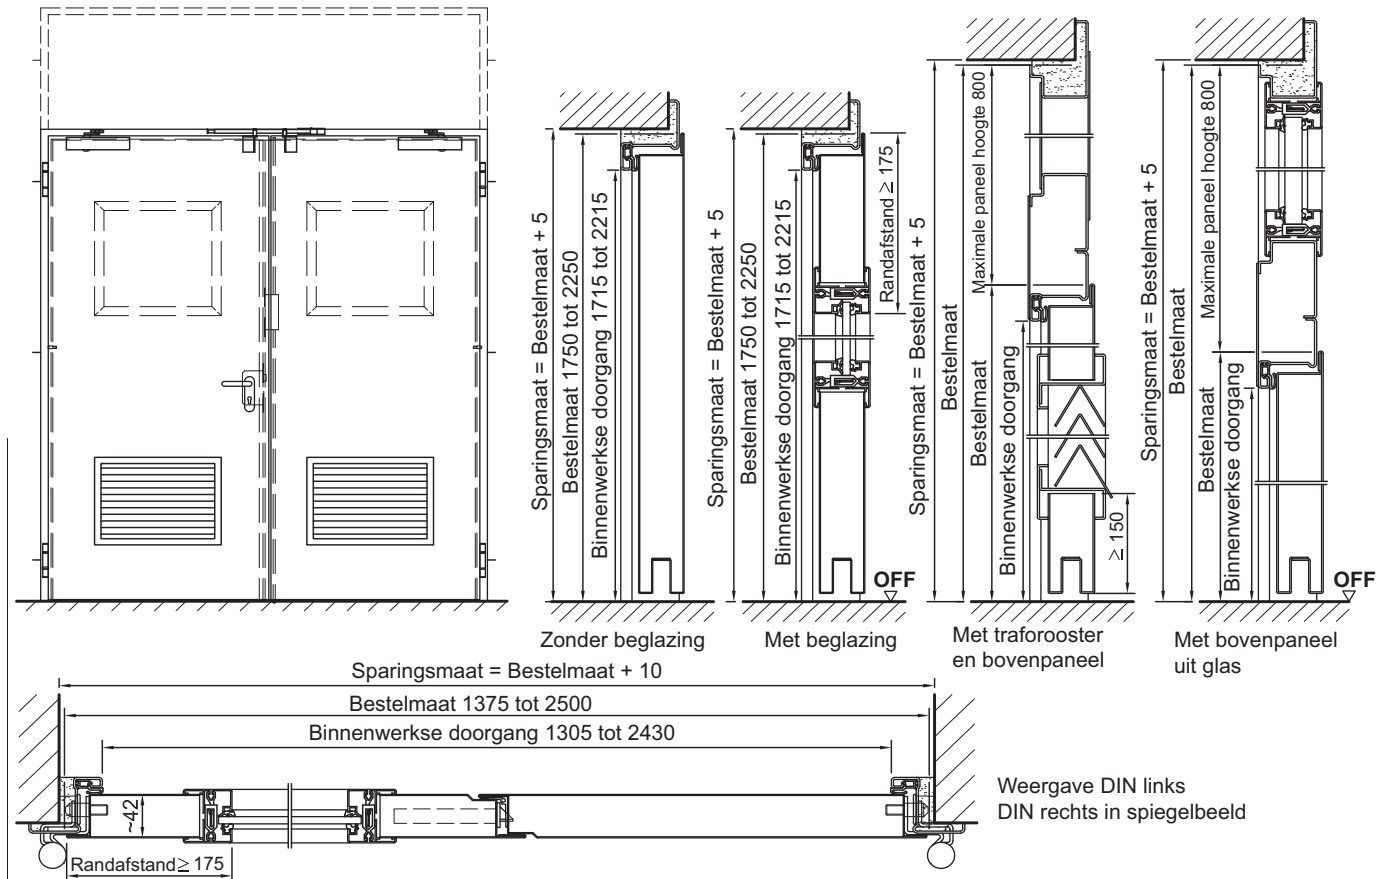 Sparingsmaat = Bestelmaat + 5
Bestelmaat 1750 tot 2250
Binnenwerkse doorgang 1715 tot 2215
Zonder beglazing
Sparingsmaat = Bestelmaat + 5
Bestelmaat 1750 tot 2250
Binnenwerkse doorgang 1715 tot 2215
Randafstand ≥ 175
OFF
Met beglazing
Sparingsmaat = Bestelmaat + 5
Bestelmaat
Maximale paneel hoogte 800
Bestelmaat
Binnenwerkse doorgang
≥ 150
Met traforooster
en bovenpaneel
Sparingsmaat = Bestelmaat + 5
Bestelmaat
Maximale paneel hoogte 800
Bestelmaat
Binnenwerkse doorgang
OFF
Met bovenpaneel
uit glas
Sparingsmaat = Bestelmaat + 10
Bestelmaat 1375 tot 2500
Binnenwerkse doorgang 1305 tot 2430
~42
Randafstand ≥ 175
Weergave DIN links
DIN rechts in spiegelbeeld